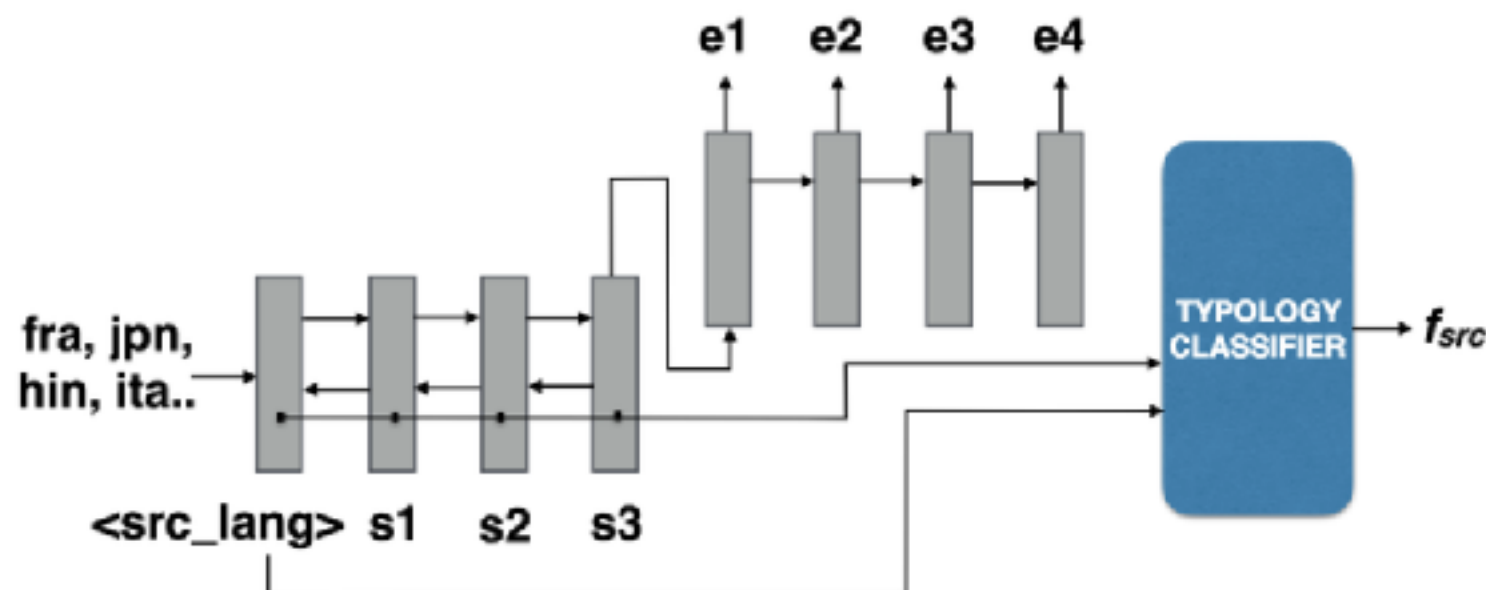 e1 e2 e3 e4
fra, jpn,
hin, ita..
TYPOLOGY
CLASSIFIER
fsrc
<src_lang> s1 s2 s3